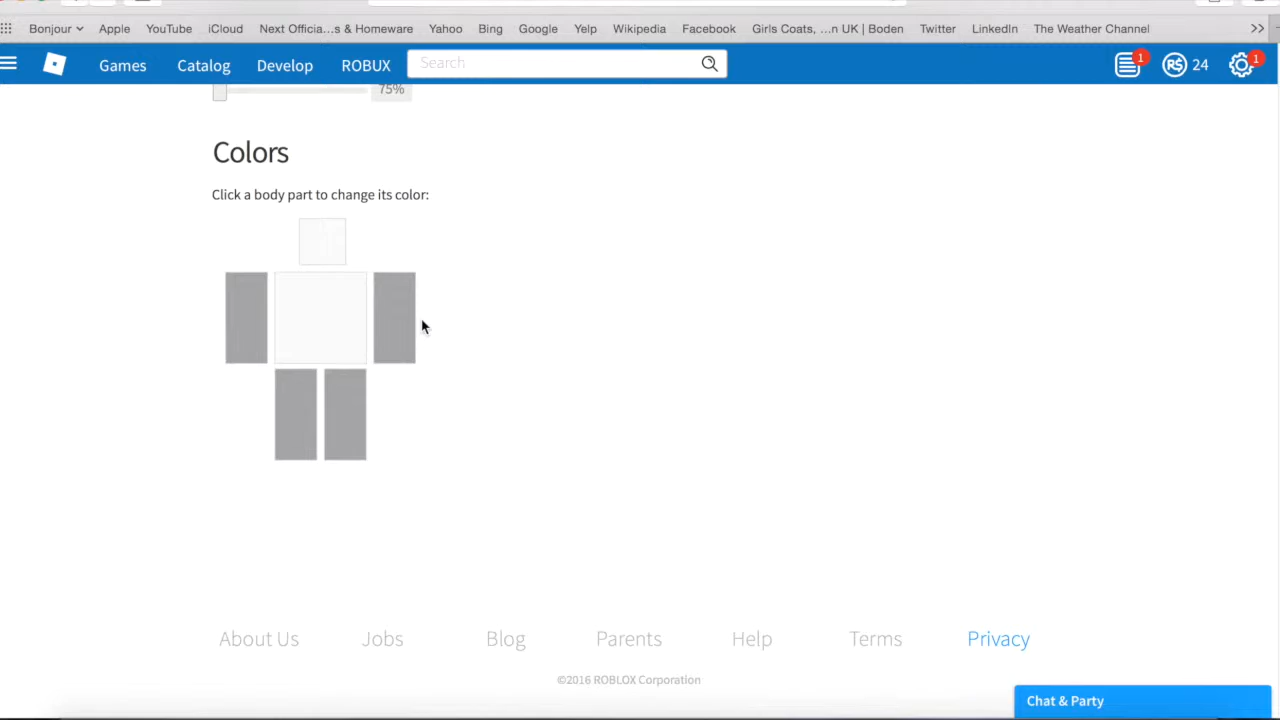 Bonjour Apple YouTube iCloud Next Officia...s & Homeware Yahoo Bing Google Yelp Wikipedia Facebook Girls Coats, ...n UK | Boden Twitter LinkedIn The Weather Channel
Games Catalog Develop ROBUX Search 1 R$ 24 1
75%
Colors
Click a body part to change its color:
About Us Jobs Blog Parents Help Terms Privacy
©2016 ROBLOX Corporation
Chat & Party